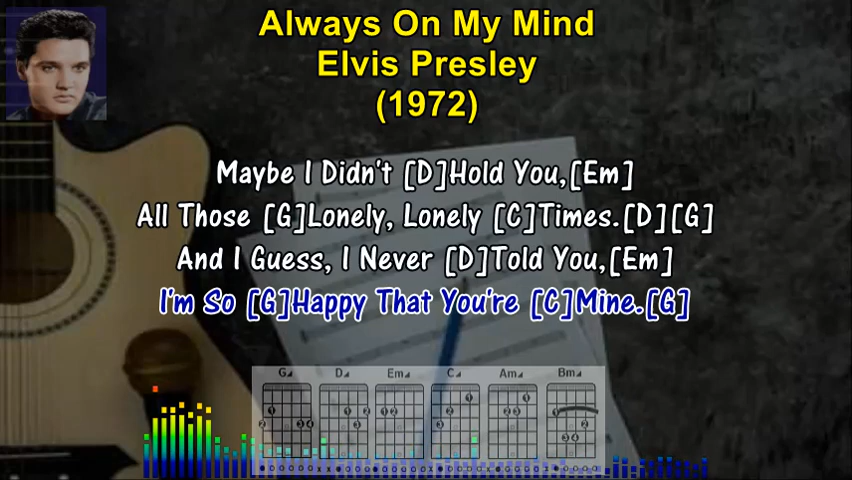 Always On My Mind
Elvis Presley
(1972)
Maybe I Didn't [D]Hold You,[Em]
All Those [G]Lonely, Lonely [C]Times.[D][G]
And I Guess, I Never [D]Told You,[Em]
I'm So [G]Happy That You're [C]Mine.[G]
G D Em C Am Bm